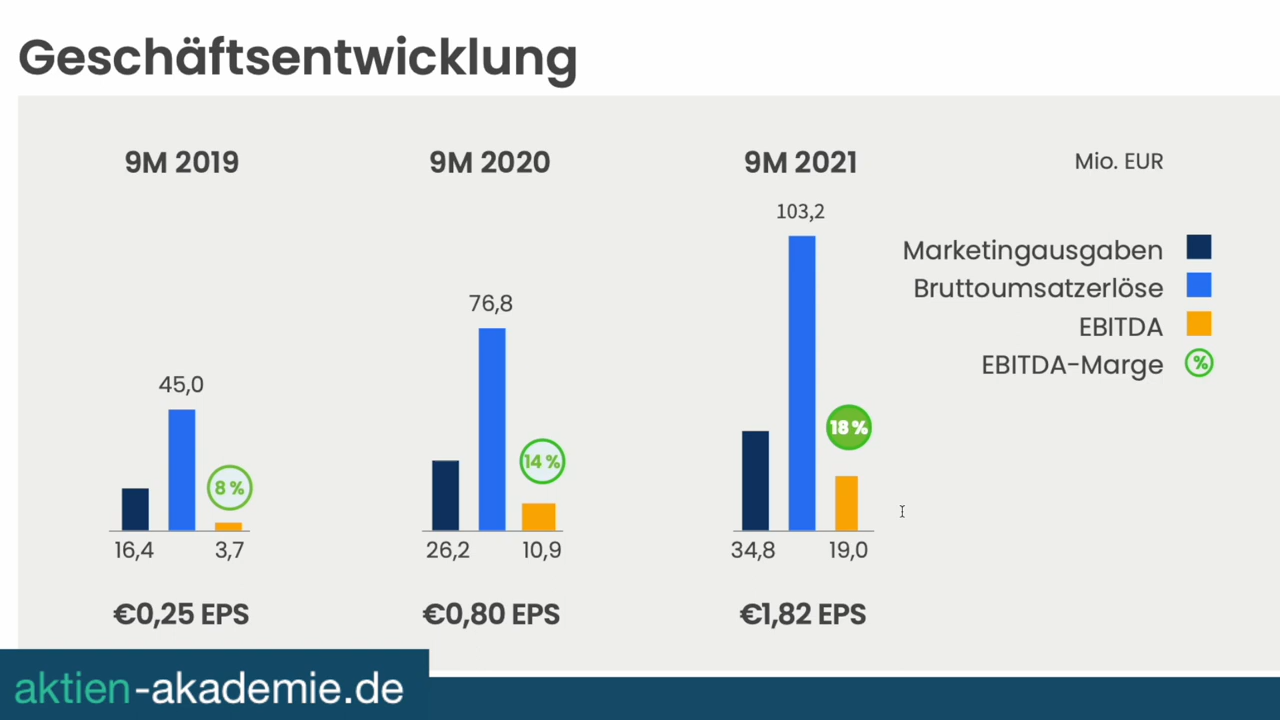 Geschäftsentwicklung
9M 2019
9M 2020
9M 2021
Mio. EUR
103,2
Marketingausgaben
Bruttoumsatzerlöse
76,8
EBITDA
EBITDA-Marge %
45,0
18 %
14 %
8 %
16,4
3,7
26,2
10,9
34,8
19,0
€0,25 EPS
€0,80 EPS
€1,82 EPS
aktien-akademie.de